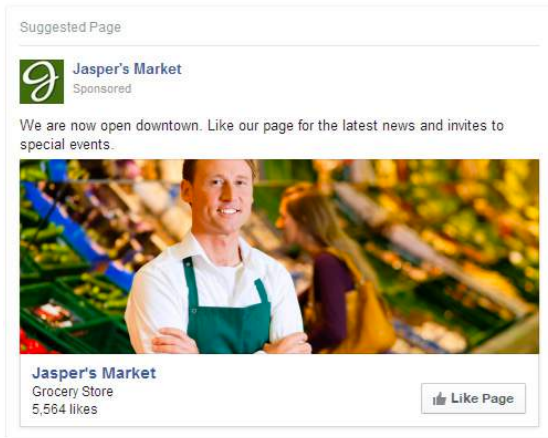 Suggested Page
Jasper's Market
Sponsored
We are now open downtown. Like our page for the latest news and invites to
special events.
Jasper's Market
Grocery Store
5,564 likes
Like Page